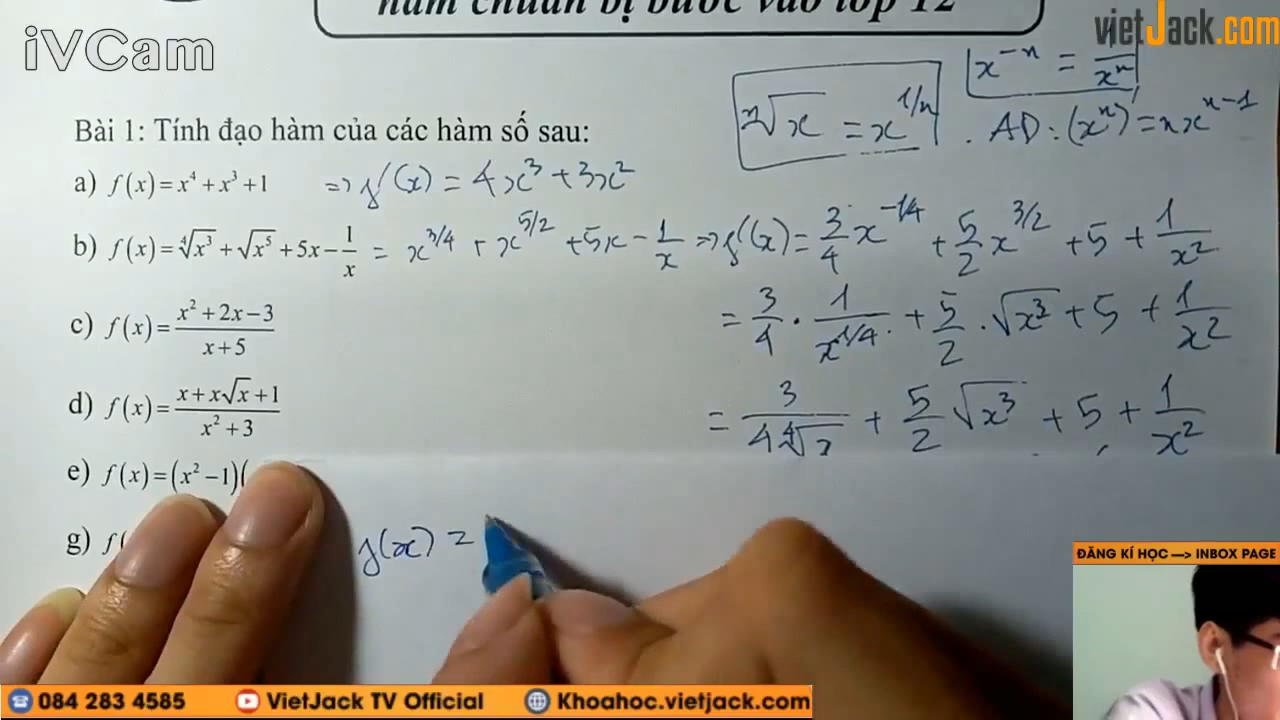 iVCam
năm chuẩn bị bước vào lớp 12
vietJack.com
x^{-n} = 1/x^n
ⁿ√x = x^{1/n}
. AD : (x^n)' = nx^{n-1}
Bài 1: Tính đạo hàm của các hàm số sau:
a) f(x) = x⁴ + x³ + 1 => f'(x) = 4x³ + 3x²
b) f(x) = ⁴√x³ + √x⁵ + 5x - 1/x = x^{3/4} + x^{5/2} + 5x - 1/x => f'(x) = 3/4 x^{-1/4} + 5/2 x^{3/2} + 5 + 1/x²
c) f(x) = (x² + 2x - 3)/(x + 5)
= 3/4 . 1/x^{1/4} + 5/2 . √x³ + 5 + 1/x²
d) f(x) = (x + x√x + 1)/(x² + 3)
= 3/(4⁴√x) + 5/2 √x³ + 5 + 1/x²
e) f(x) = (x² - 1)(
g) f(
f(x) =
ĐĂNG KÍ HỌC —> INBOX PAGE
084 283 4585
VietJack TV Official
Khoahoc.vietjack.com